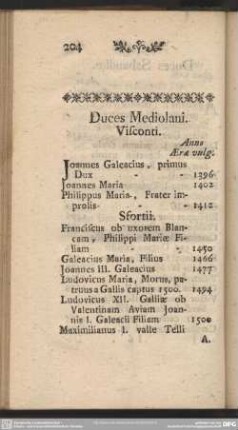 204
Duces Mediolani.
Visconti.
Anno
Æræ vulg.
Joannes Galeacius, primus
Dux - - 1396
Joannes Maria 1402
Philippus Maria, Frater im-
prolis - - 1412
Sfortii.
Franciscus ob uxorem Blan-
cam, Philippi Mariæ Fi-
liam - - 1450
Galeacius Maria, Filius 1466
Joannes III. Galeacius 1477
Ludovicus Maria, Morus, pa-
truus a Gallis captus 1500. 1494
Ludovicus XII. Galliæ ob
Valentinam Aviam Joan-
nis I. Galeacii Filiam 1500
Maximilianus I. valle Telli
A.